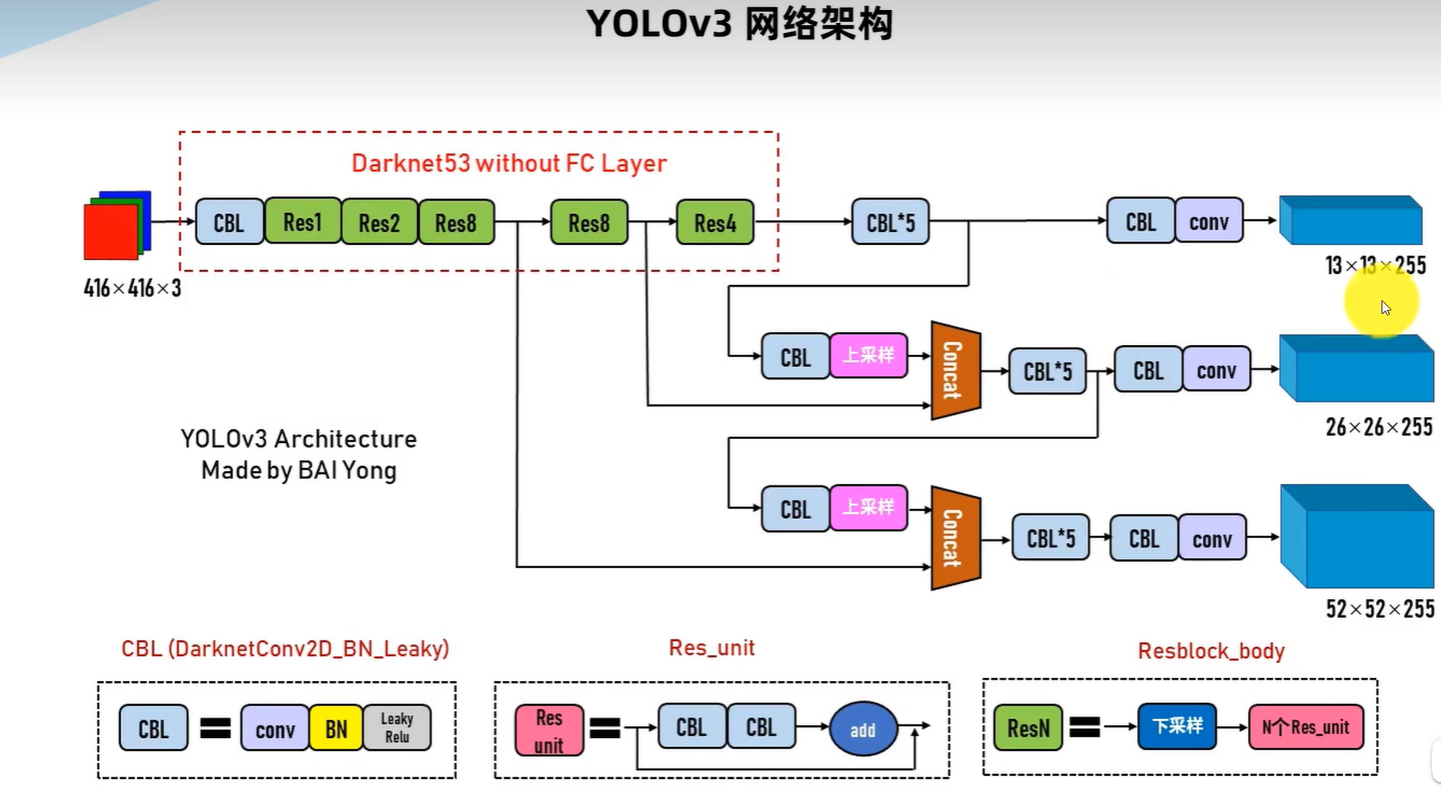 YOLOv3 网络架构
Darknet53 without FC Layer
CBL Res1 Res2 Res8 Res8 Res4 CBL*5 CBL conv
416×416×3
13×13×255
CBL 上采样 Concat CBL*5 CBL conv
26×26×255
YOLOv3 Architecture
Made by BAI Yong
CBL 上采样 Concat CBL*5 CBL conv
52×52×255
CBL (DarknetConv2D_BN_Leaky)
CBL = conv BN Leaky
Relu
Res_unit
Res
unit = CBL CBL add
Resblock_body
ResN = 下采样 N个Res_unit